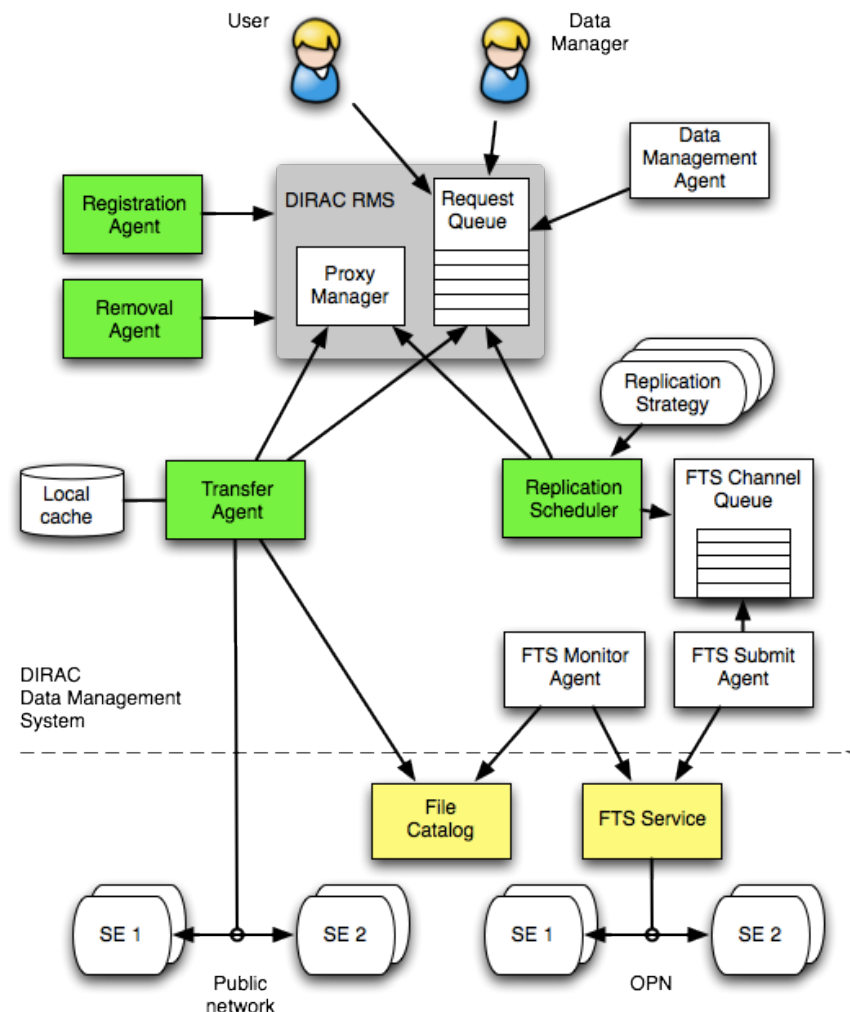 User
Data
Manager
Data
Management
Agent
Registration
Agent
DIRAC RMS
Request
Queue
Proxy
Manager
Removal
Agent
Replication
Strategy
Local
cache
Transfer
Agent
Replication
Scheduler
FTS Channel
Queue
FTS Monitor
Agent
FTS Submit
Agent
DIRAC
Data Management
System
File
Catalog
FTS Service
SE 1
SE 2
SE 1
SE 2
Public
network
OPN